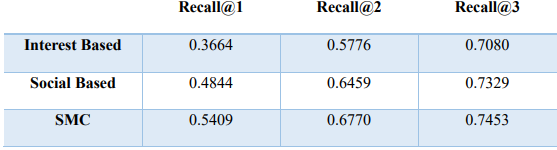 Recall@1 Recall@2 Recall@3
Interest Based 0.3664 0.5776 0.7080
Social Based 0.4844 0.6459 0.7329
SMC 0.5409 0.6770 0.7453